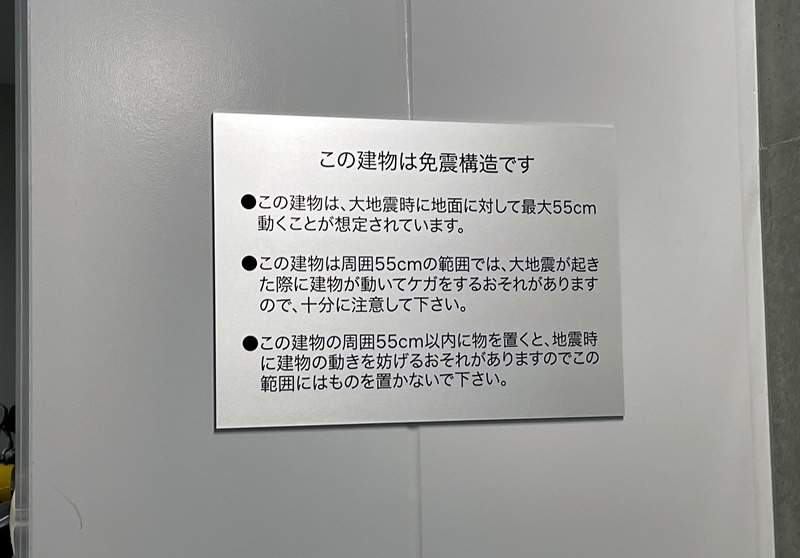 この建物は免震構造です
●この建物は、大地震時に地面に対して最大55cm
動くことが想定されています。
●この建物は周囲55cmの範囲では、大地震が起き
た際に建物が動いてケガをするおそれがあります
ので、十分に注意して下さい。
●この建物の周囲55cm以内に物を置くと、地震時
に建物の動きを妨げるおそれがありますのでこの
範囲にはものを置かないで下さい。